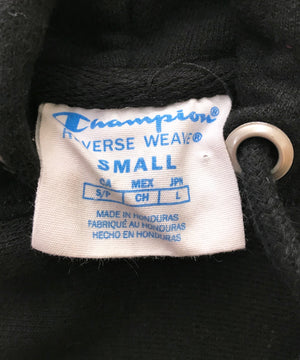 Champion
REVERSE WEAVE®
SMALL
CA MEX JPN
S/P CH L
MADE IN HONDURAS
FABRIQUÉ AU HONDURAS
HECHO EN HONDURAS